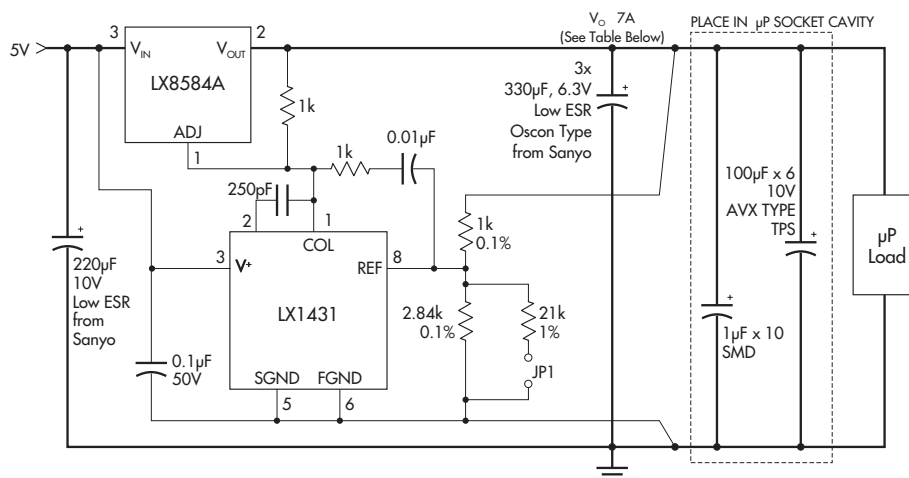 V_O 7A
(See Table Below)
PLACE IN µP SOCKET CAVITY
5V
3
V_IN
V_OUT
2
LX8584A
ADJ
1
1k
1k
0.01µF
3x
330µF, 6.3V
Low ESR
Oscon Type
from Sanyo
250pF
2
1
COL
3
V+
REF
8
LX1431
SGND
FGND
5
6
1k
0.1%
2.84k
0.1%
21k
1%
JP1
220µF
10V
Low ESR
from
Sanyo
0.1µF
50V
100µF x 6
10V
AVX TYPE
TPS
1µF x 10
SMD
µP
Load
+
+
+
+